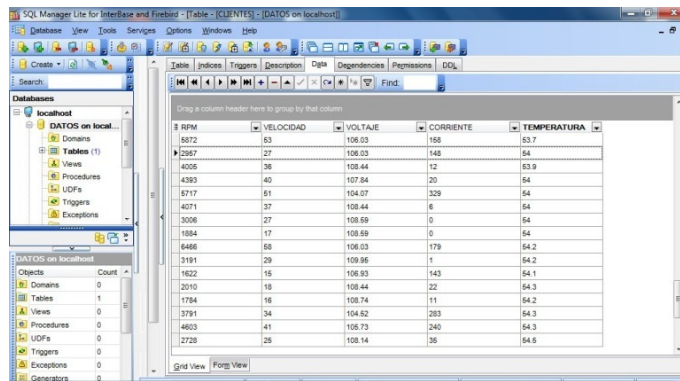 SQL Manager Lite for InterBase and Firebird - [Table - [CLIENTES] - [DATOS on localhost]]
Database View Tools Services Options Windows Help
Create
Table Indices Triggers Description Data Dependencies Permissions DDL
Search:
Find:
Databases
Drag a column header here to group by that column
localhost
DATOS on local...
Domains
Tables (1)
Views
Procedures
UDFs
Triggers
Exceptions
RPM VELOCIDAD VOLTAJE CORRIENTE TEMPERATURA
5872 53 106.03 158 53.7
2957 27 106.03 148 54
4005 36 108.44 12 53.9
4393 40 107.84 20 54
5717 51 104.07 329 54
4071 37 108.44 6 54
3006 27 108.59 0 54
1884 17 108.59 0 54
6466 58 106.03 179 54.2
3191 29 109.95 1 54.2
1622 15 106.93 143 54.1
2010 18 108.44 22 54.3
1784 16 108.74 11 54.2
3791 34 104.52 283 54.3
4603 41 105.73 240 54.3
2728 25 108.14 35 54.5
DATOS on localhost
Objects Count
Domains 0
Tables 1
Views 0
Procedures 0
UDFs 0
Triggers 0
Exceptions 0
Generators 0
Grid View Form View